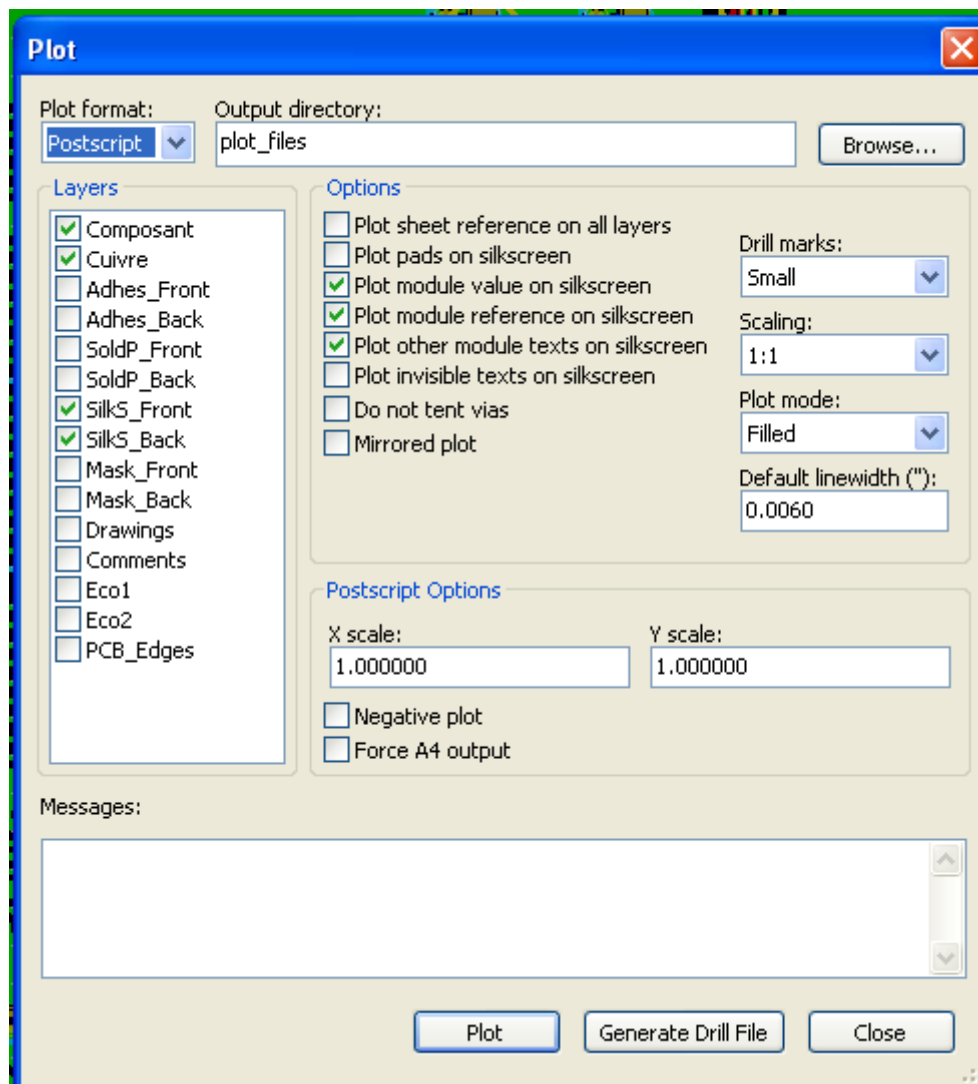 Plot
Plot format:
Output directory:
Postscript
plot_files
Browse...
Layers
Composant
Cuivre
Adhes_Front
Adhes_Back
SoldP_Front
SoldP_Back
SilkS_Front
SilkS_Back
Mask_Front
Mask_Back
Drawings
Comments
Eco1
Eco2
PCB_Edges
Options
Plot sheet reference on all layers
Plot pads on silkscreen
Plot module value on silkscreen
Plot module reference on silkscreen
Plot other module texts on silkscreen
Plot invisible texts on silkscreen
Do not tent vias
Mirrored plot
Drill marks:
Small
Scaling:
1:1
Plot mode:
Filled
Default linewidth ("):
0.0060
Postscript Options
X scale:
1.000000
Y scale:
1.000000
Negative plot
Force A4 output
Messages:
Plot
Generate Drill File
Close